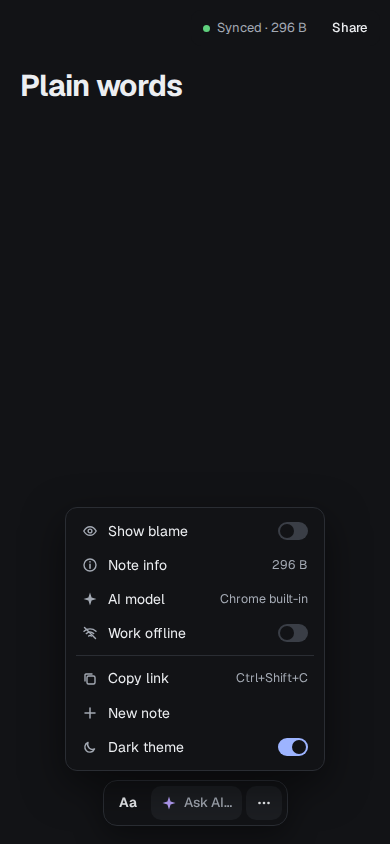 Synced · 296 B
Share
Plain words
Show blame
Note info 296 B
AI model Chrome built-in
Work offline
Copy link Ctrl+Shift+C
New note
Dark theme
Aa Ask AI... ···